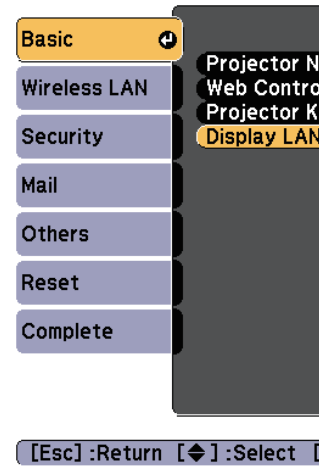 Basic
Wireless LAN
Security
Mail
Others
Reset
Complete
Projector N
Web Contro
Projector K
Display LAN
[Esc] :Return [◆] :Select [